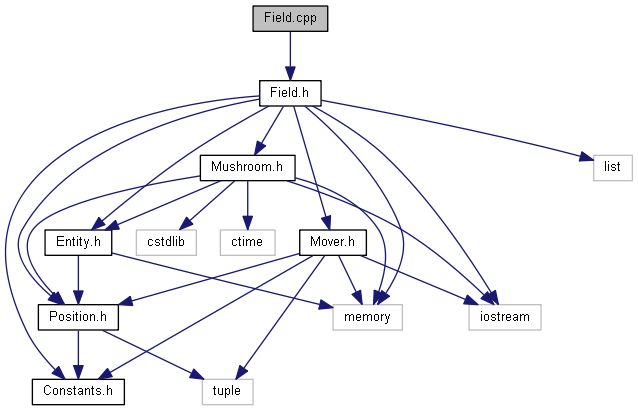 Field.cpp
Field.h
Mushroom.h
list
Entity.h
cstdlib
ctime
Mover.h
Position.h
memory
iostream
Constants.h
tuple